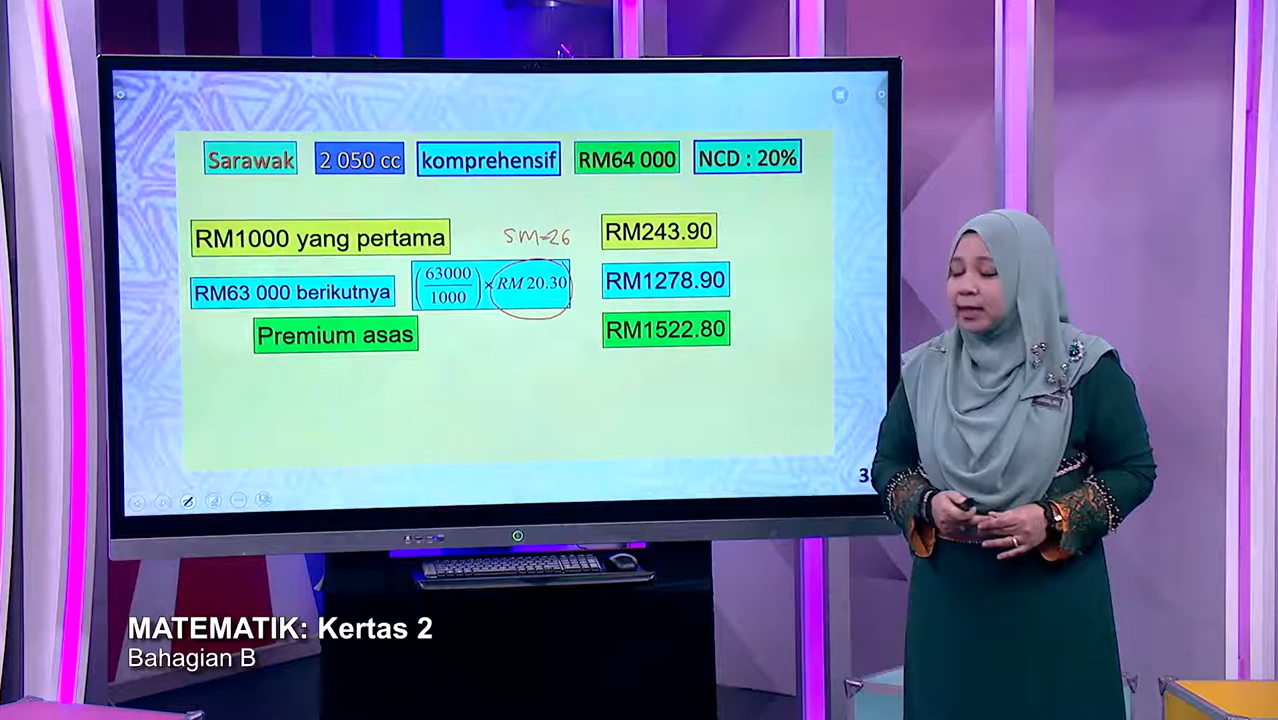 Sarawak 2 050 cc komprehensif RM64 000 NCD : 20%
RM1000 yang pertama SM=26 RM243.90
RM63 000 berikutnya (63000/1000) × RM 20.30 RM1278.90
Premium asas RM1522.80
3
MATEMATIK: Kertas 2
Bahagian B